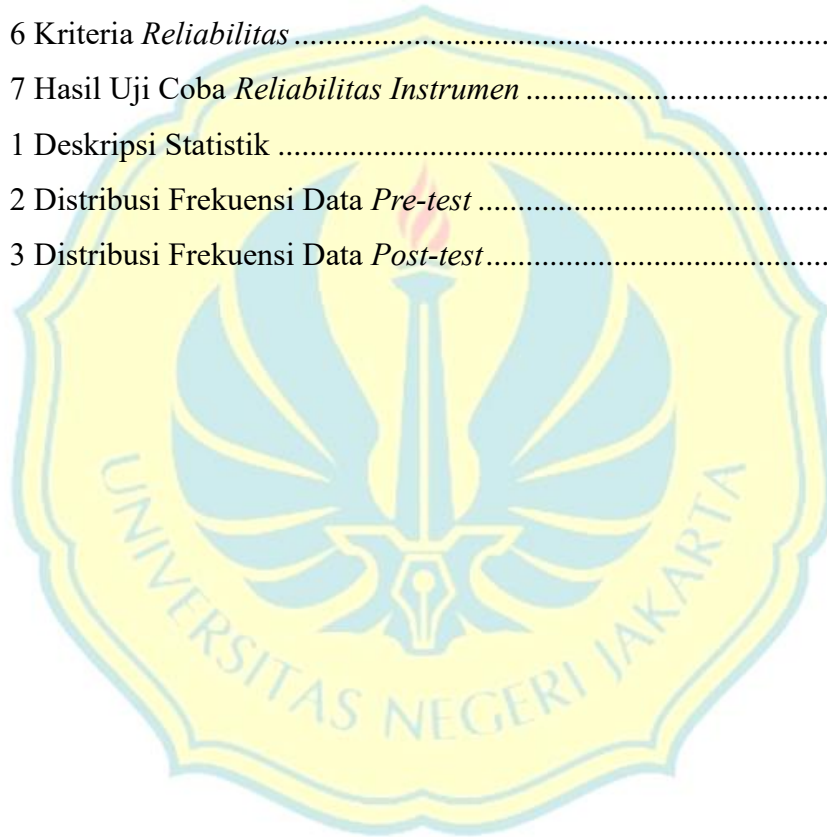 6 Kriteria Reliabilitas........................................................................
7 Hasil Uji Coba Reliabilitas Instrumen ..........................................
1 Deskripsi Statistik ..........................................................................
2 Distribusi Frekuensi Data Pre-test ................................................
3 Distribusi Frekuensi Data Post-test...............................................
UNIVERSITAS NEGERI JAKARTA